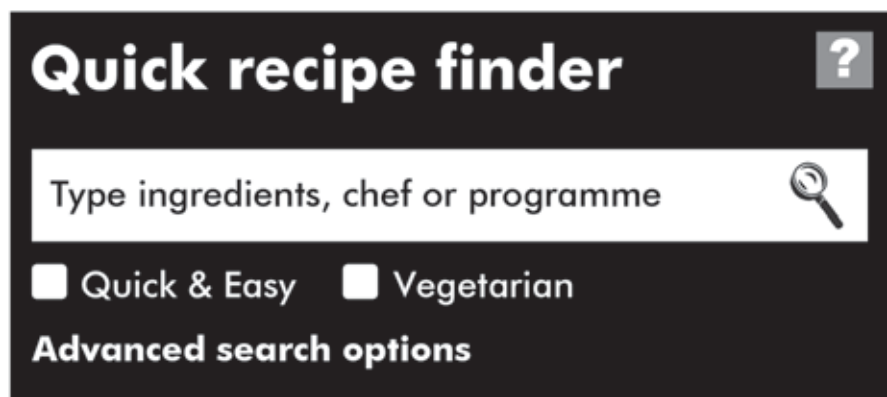 Quick recipe finder ?
Type ingredients, chef or programme
Quick & Easy Vegetarian
Advanced search options